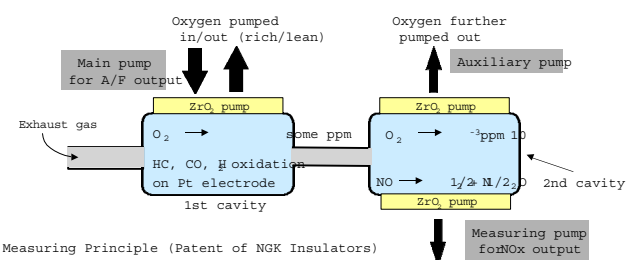 Oxygen pumped
in/out (rich/lean)
Oxygen further
pumped out
Main pump
for A/F output
Auxiliary pump
ZrO2 pump
ZrO2 pump
Exhaust gas
O2
some ppm
O2
-3ppm 10
HC, CO, H2 oxidation
on Pt electrode
NO
1/2 N2 + 1/2 O2
2nd cavity
1st cavity
ZrO2 pump
Measuring pump
forNOx output
Measuring Principle (Patent of NGK Insulators)